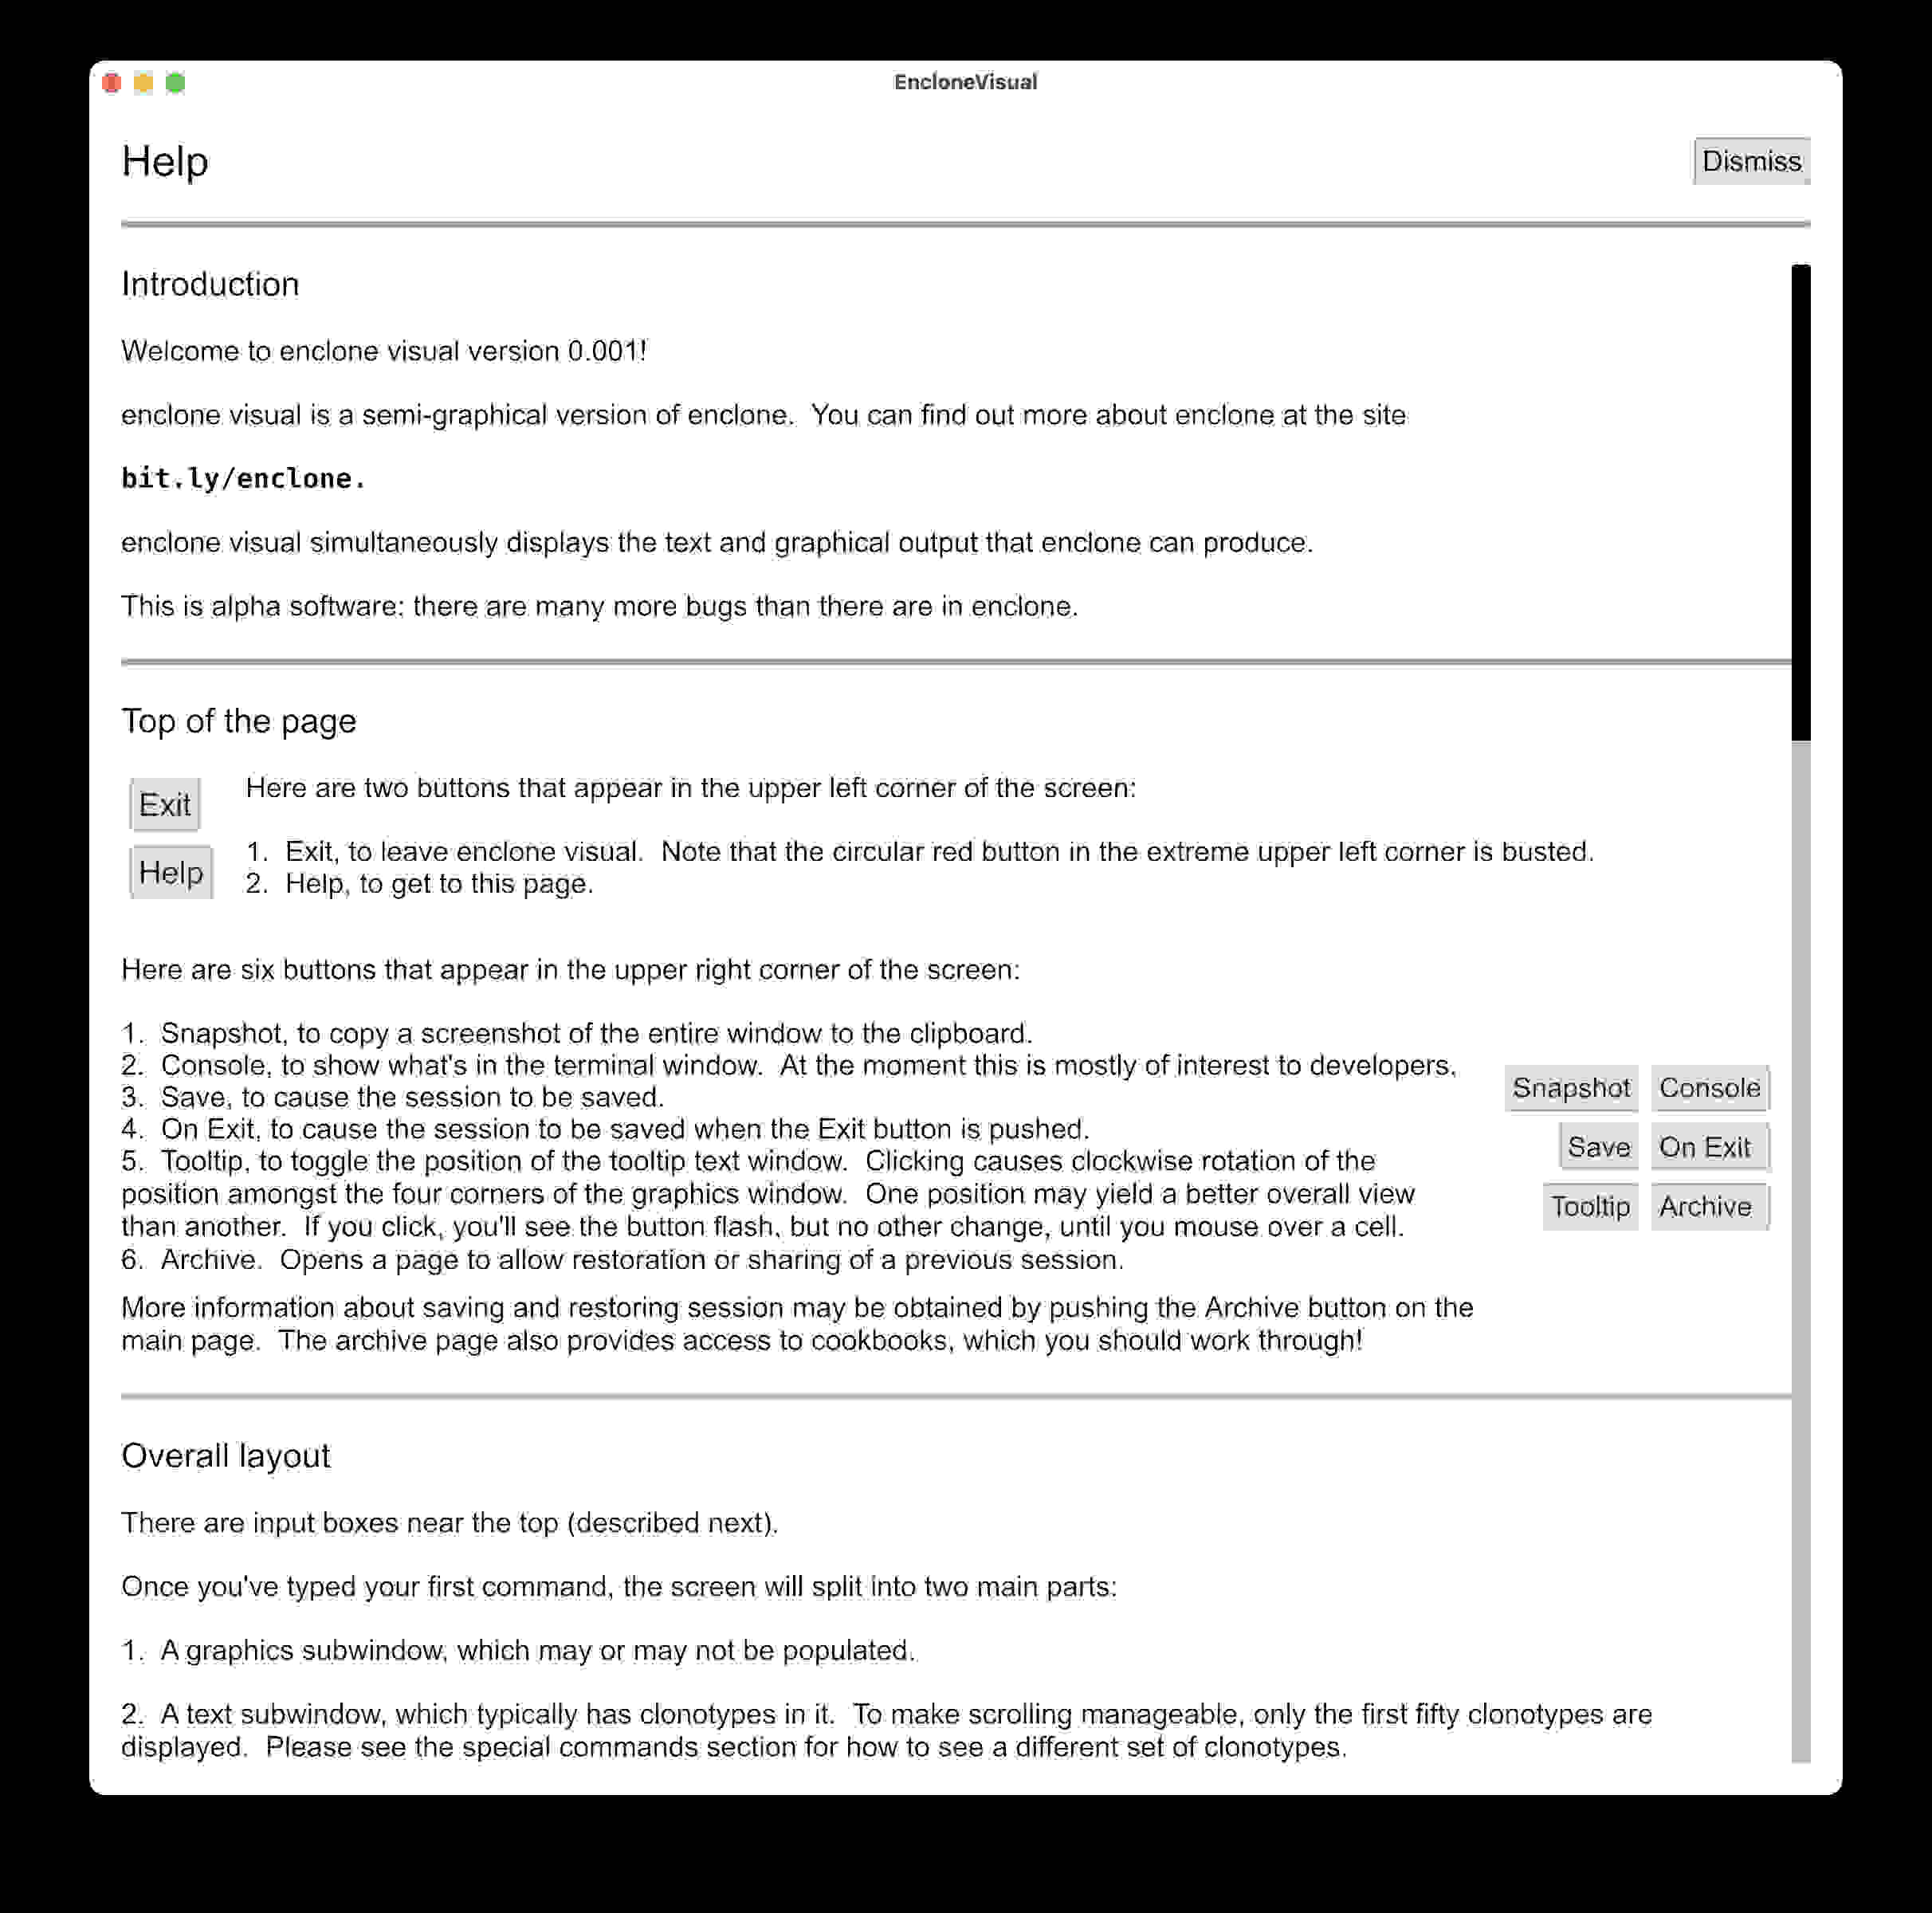 EncloneVisual
Help
Dismiss
Introduction
Welcome to enclone visual version 0.001!
enclone visual is a semi-graphical version of enclone.  You can find out more about enclone at the site
bit.ly/enclone.
enclone visual simultaneously displays the text and graphical output that enclone can produce.
This is alpha software: there are many more bugs than there are in enclone.
Top of the page
Exit
Help
Here are two buttons that appear in the upper left corner of the screen:
1.  Exit, to leave enclone visual.  Note that the circular red button in the extreme upper left corner is busted.
2.  Help, to get to this page.
Here are six buttons that appear in the upper right corner of the screen:
1.  Snapshot, to copy a screenshot of the entire window to the clipboard.
2.  Console, to show what's in the terminal window.  At the moment this is mostly of interest to developers.
3.  Save, to cause the session to be saved.
4.  On Exit, to cause the session to be saved when the Exit button is pushed.
5.  Tooltip, to toggle the position of the tooltip text window.  Clicking causes clockwise rotation of the
position amongst the four corners of the graphics window.  One position may yield a better overall view
than another.  If you click, you'll see the button flash, but no other change, until you mouse over a cell.
6.  Archive.  Opens a page to allow restoration or sharing of a previous session.
Snapshot Console
Save On Exit
Tooltip Archive
More information about saving and restoring session may be obtained by pushing the Archive button on the
main page.  The archive page also provides access to cookbooks, which you should work through!
Overall layout
There are input boxes near the top (described next).
Once you've typed your first command, the screen will split into two main parts:
1.  A graphics subwindow, which may or may not be populated.
2.  A text subwindow, which typically has clonotypes in it.  To make scrolling manageable, only the first fifty clonotypes are
displayed.  Please see the special commands section for how to see a different set of clonotypes.